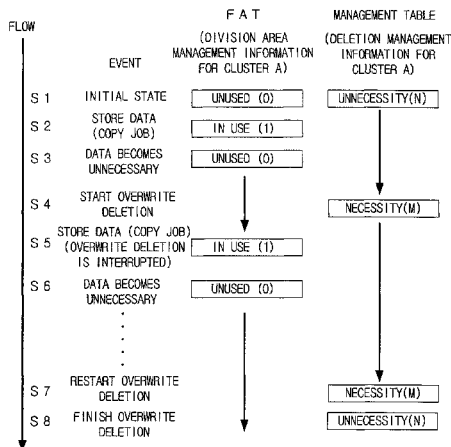 FLOW
EVENT
F A T
(DIVISION AREA
MANAGEMENT INFORMATION
FOR CLUSTER A)
MANAGEMENT TABLE
(DELETION MANAGEMENT
INFORMATION FOR
CLUSTER A)
S 1 INITIAL STATE UNUSED (0) UNNECESSITY(N)
S 2 STORE DATA
(COPY JOB) IN USE (1)
S 3 DATA BECOMES
UNNECESSARY UNUSED (0)
S 4 START OVERWRITE
DELETION NECESSITY(M)
S 5 STORE DATA (COPY JOB)
(OVERWRITE DELETION
IS INTERRUPTED) IN USE (1)
S 6 DATA BECOMES
UNNECESSARY UNUSED (0)
S 7 RESTART OVERWRITE
DELETION NECESSITY(M)
S 8 FINISH OVERWRITE
DELETION UNNECESSITY(N)